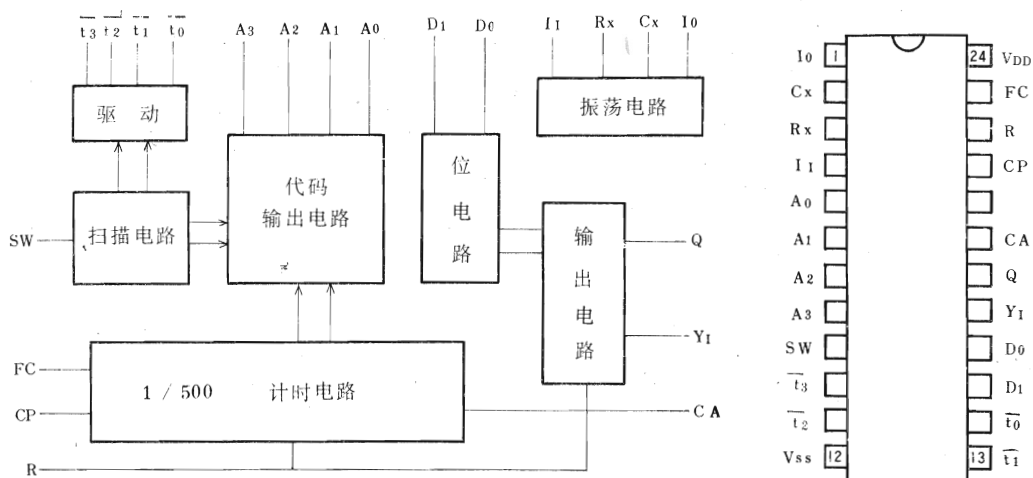 t3 t2 t1 t0 A3 A2 A1 A0 D1 D0 I1 Rx Cx I0
驱 动
振荡电路
代码
输出电路
位电路
扫描电路
SW
输出电路
Q
YI
FC
CP
1 / 500 计时电路
CA
R
I0 1 24 VDD
Cx FC
Rx R
I1 CP
A0
A1 CA
A2 Q
A3 YI
SW D0
t3 D1
t2 t0
Vss 12 13 t1